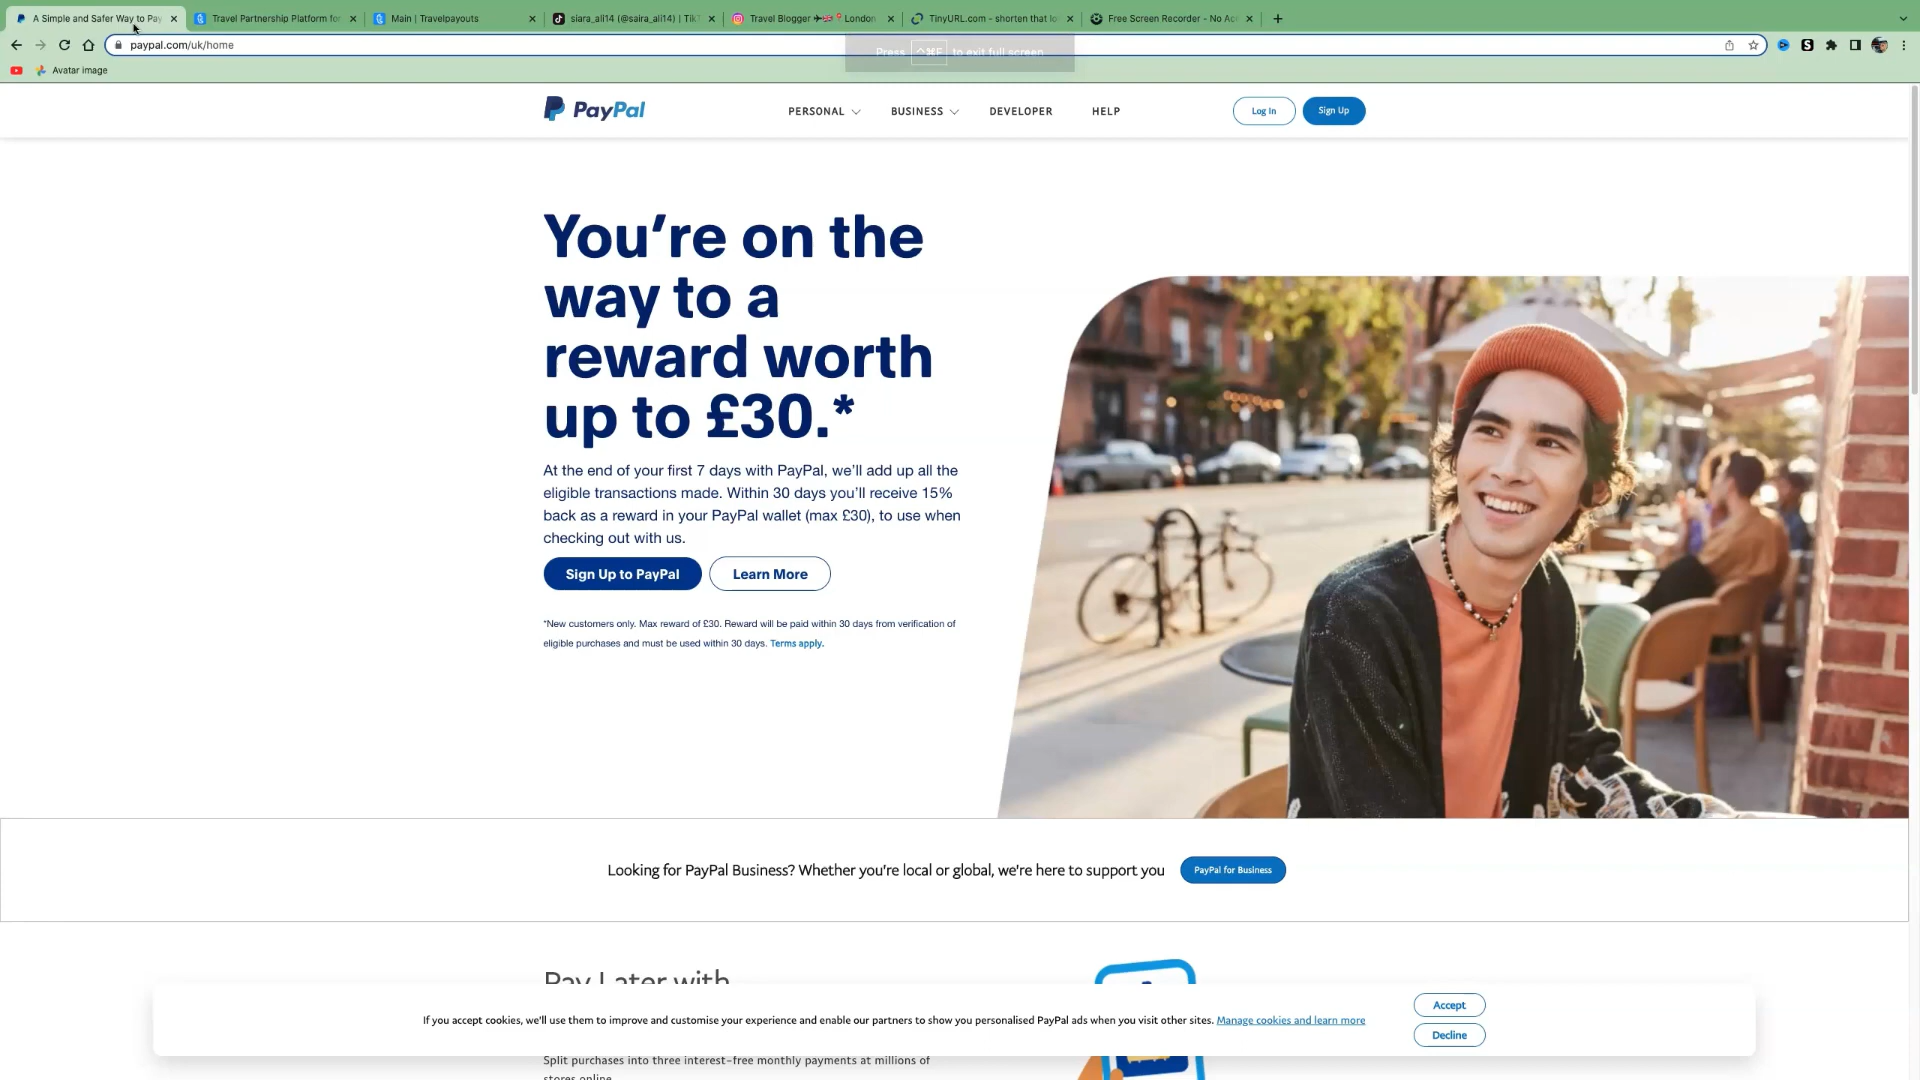 A Simple and Safer Way to Pay
Travel Partnership Platform for
Main | Travelpayouts
siara_ali14 (@saira_ali14) | Tik
Travel Blogger ✈🇬🇧📍London
TinyURL.com - shorten that lo
Free Screen Recorder - No Ac
paypal.com/uk/home
Press ^⌘F to exit full screen
Avatar image
PayPal
PERSONAL
BUSINESS
DEVELOPER
HELP
Log In
Sign Up
You’re on the
way to a
reward worth
up to £30.*
At the end of your first 7 days with PayPal, we’ll add up all the
eligible transactions made. Within 30 days you’ll receive 15%
back as a reward in your PayPal wallet (max £30), to use when
checking out with us.
Sign Up to PayPal
Learn More
*New customers only. Max reward of £30. Reward will be paid within 30 days from verification of
eligible purchases and must be used within 30 days. Terms apply.
Looking for PayPal Business? Whether you’re local or global, we’re here to support you
PayPal for Business
Pay Later with
If you accept cookies, we’ll use them to improve and customise your experience and enable our partners to show you personalised PayPal ads when you visit other sites. Manage cookies and learn more
Accept
Decline
Split purchases into three interest-free monthly payments at millions of
stores online